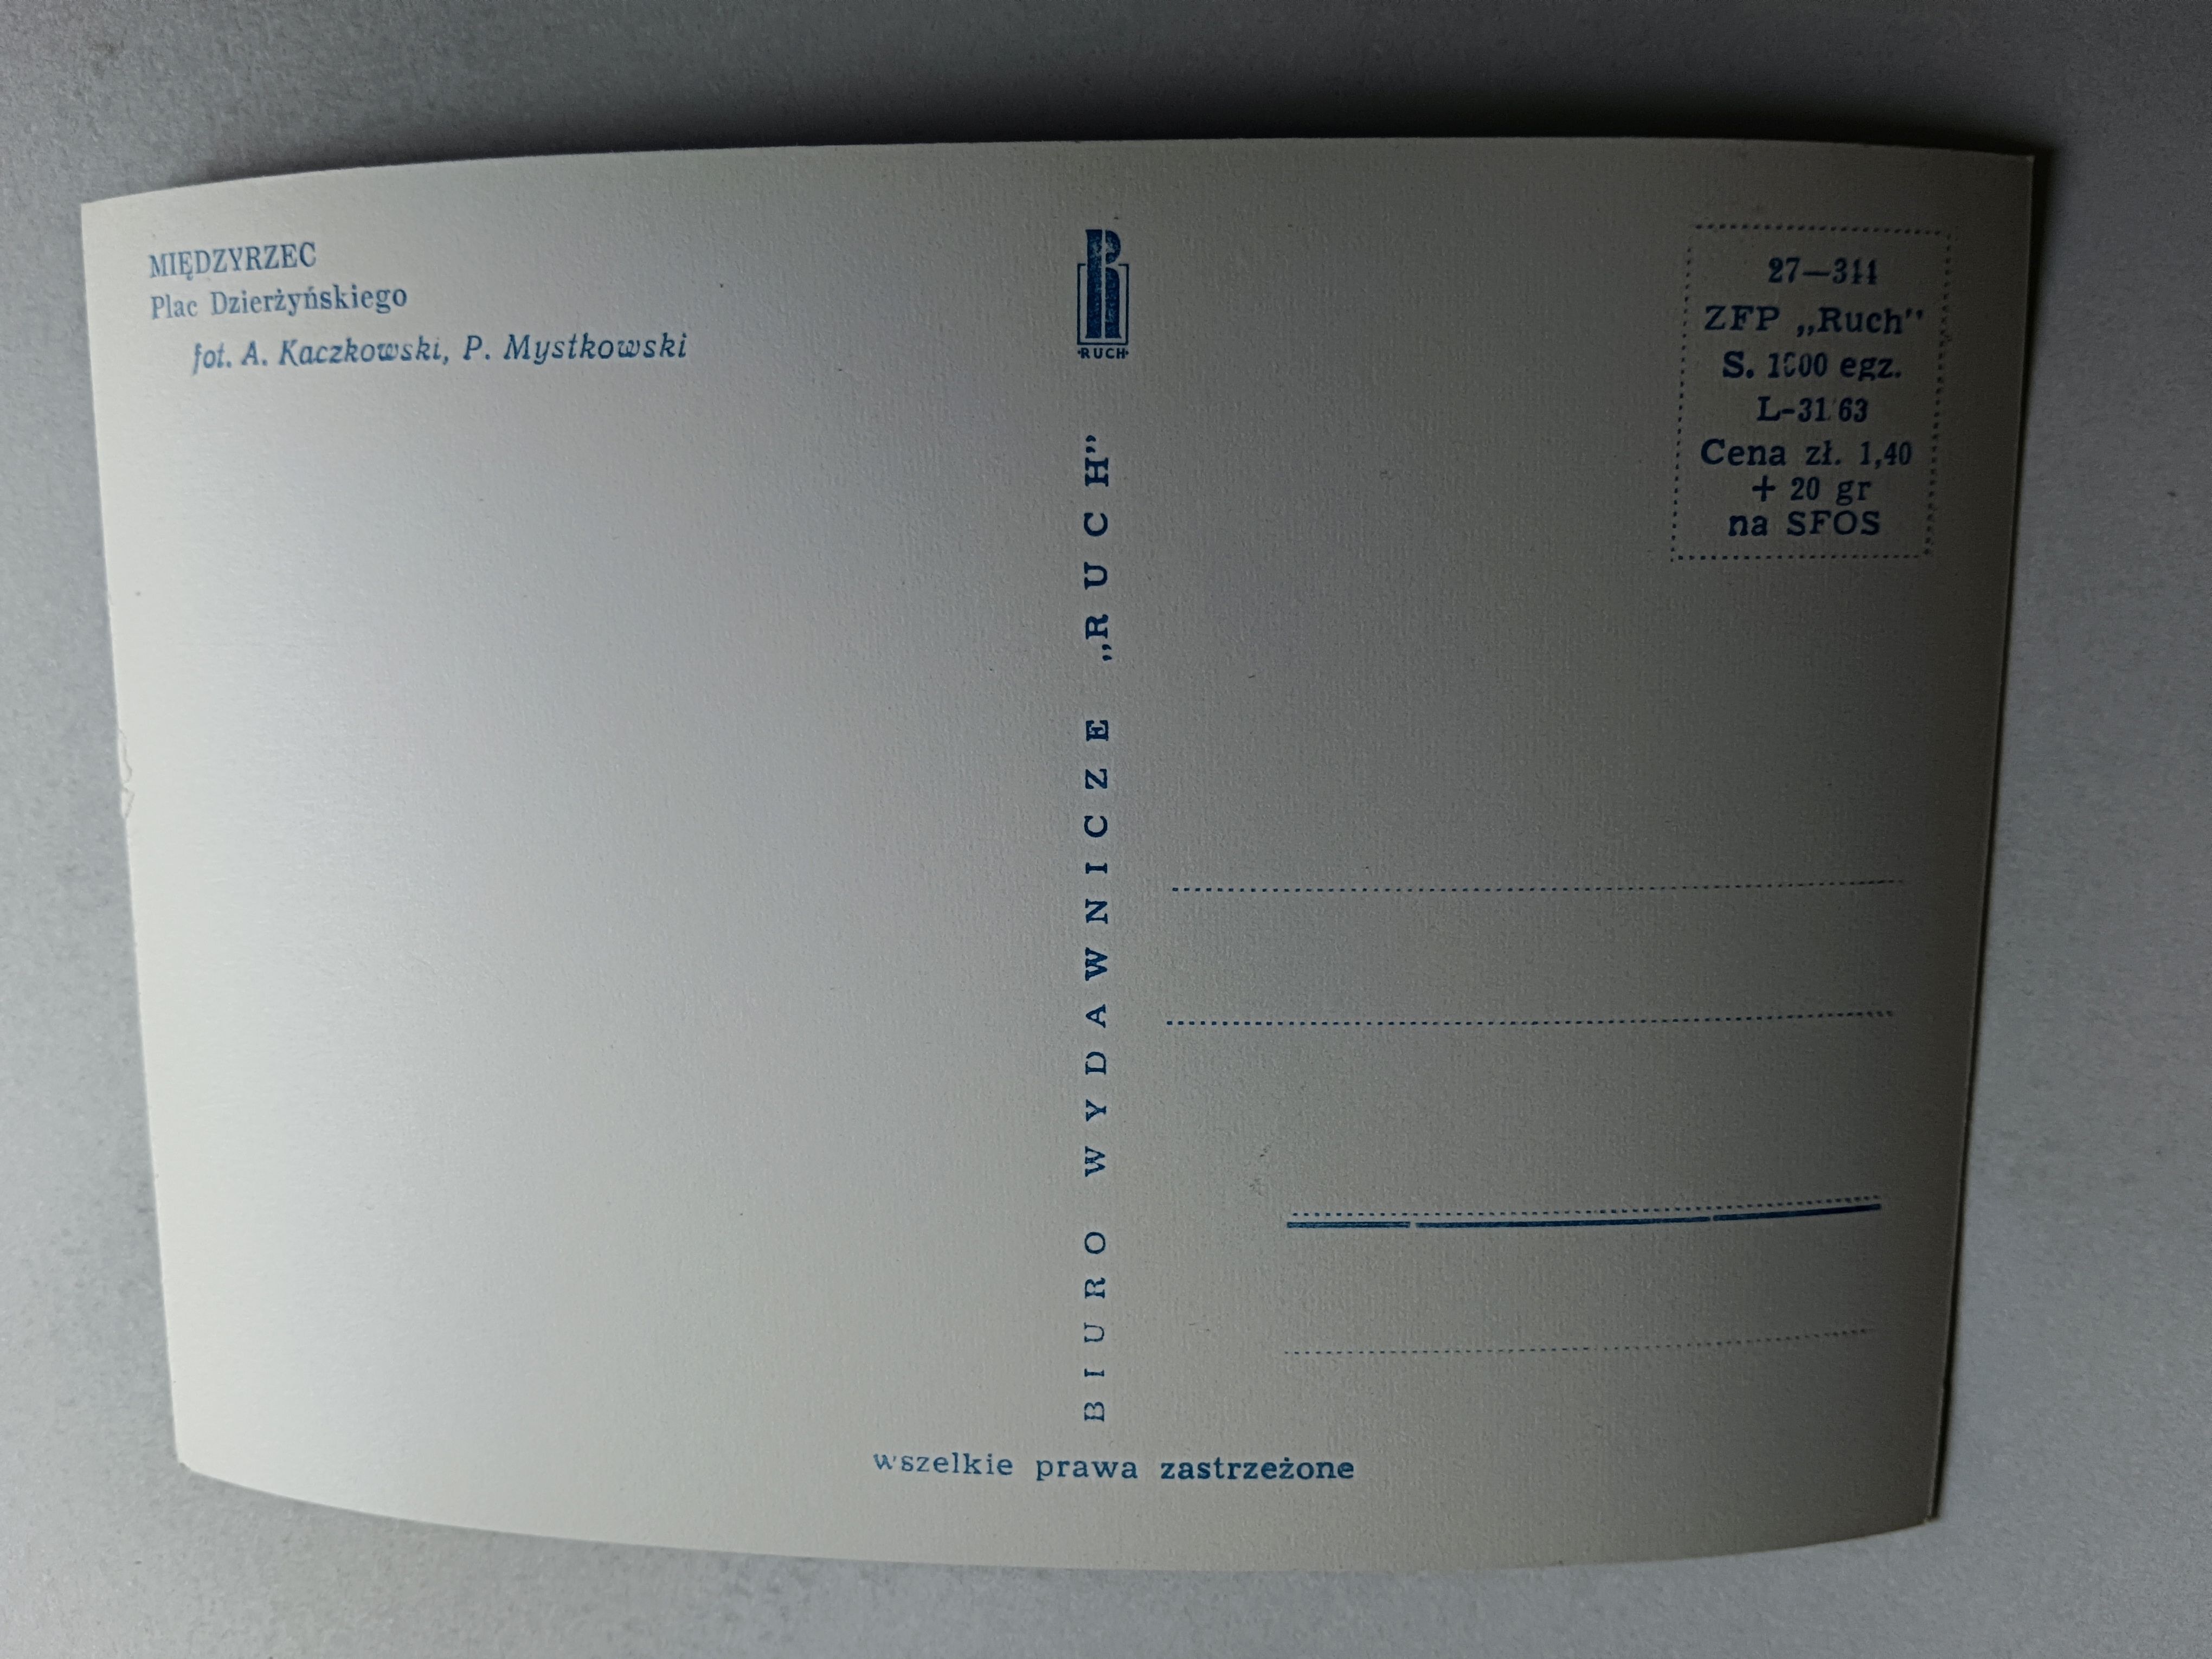 MIĘDZYRZEC
Plac Dzierżyńskiego
fot. A. Kaczkowski, P. Mystkowski
RUCH
BIURO WYDAWNICZE „RUCH”
27—311
ZFP „Ruch”
S. 1000 egz.
L-31/63
Cena zł. 1,40
+ 20 gr
na SFOS
wszelkie prawa zastrzeżone